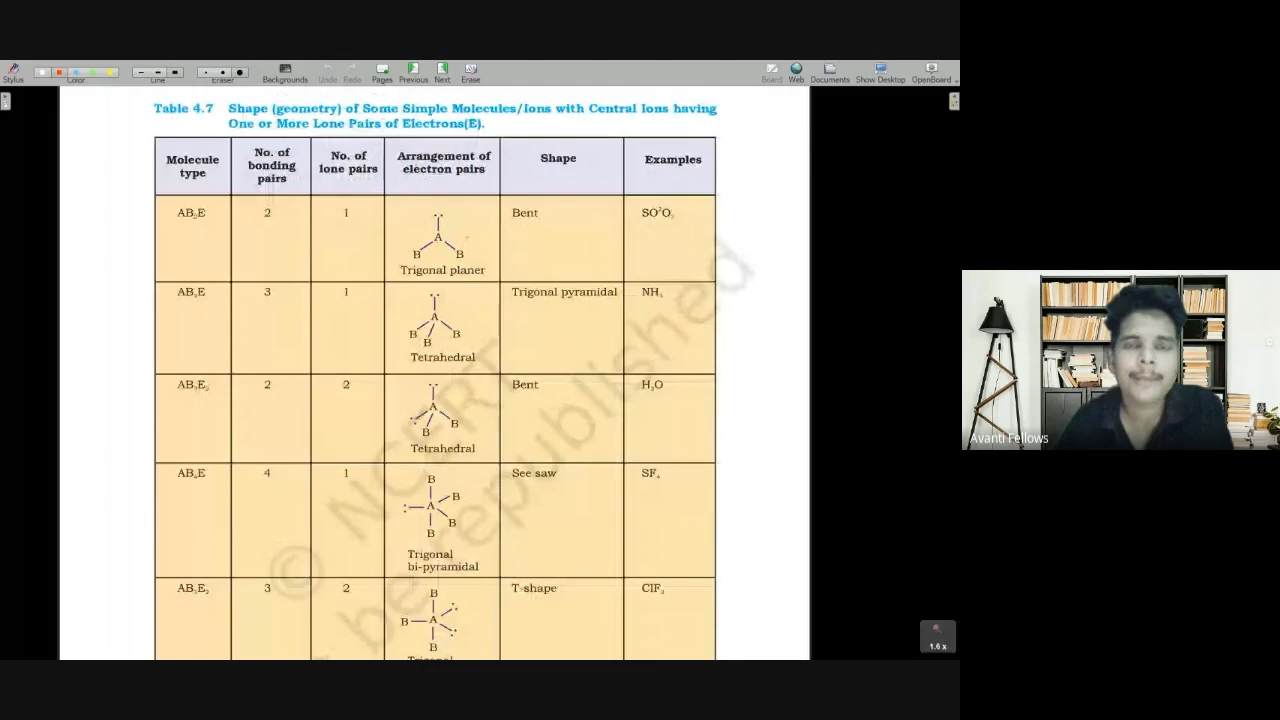 Stylus
Color
Line
Eraser
Backgrounds
Undo
Redo
Pages
Previous
Next
Erase
Board
Web
Documents
Show Desktop
OpenBoard
Table 4.7 Shape (geometry) of Some Simple Molecules/Ions with Central Ions having
One or More Lone Pairs of Electrons(E).
Molecule type
No. of bonding pairs
No. of lone pairs
Arrangement of electron pairs
Shape
Examples
AB₂E 2 1 Bent
A
B B
Trigonal planer
AB₃E 3 1 Trigonal pyramidal NH₃
A
B B
B
Tetrahedral
AB₂E₂ 2 2 Bent H₂O
A
B B
Tetrahedral
AB₄E 4 1 See saw SF₄
B
A B
B
B
Trigonal
bi-pyramidal
AB₃E₂ 3 2 T-shape ClF₃
B
B A
B
Trigonal
© NCERT
be republished
Avanti Fellows
1.6 x